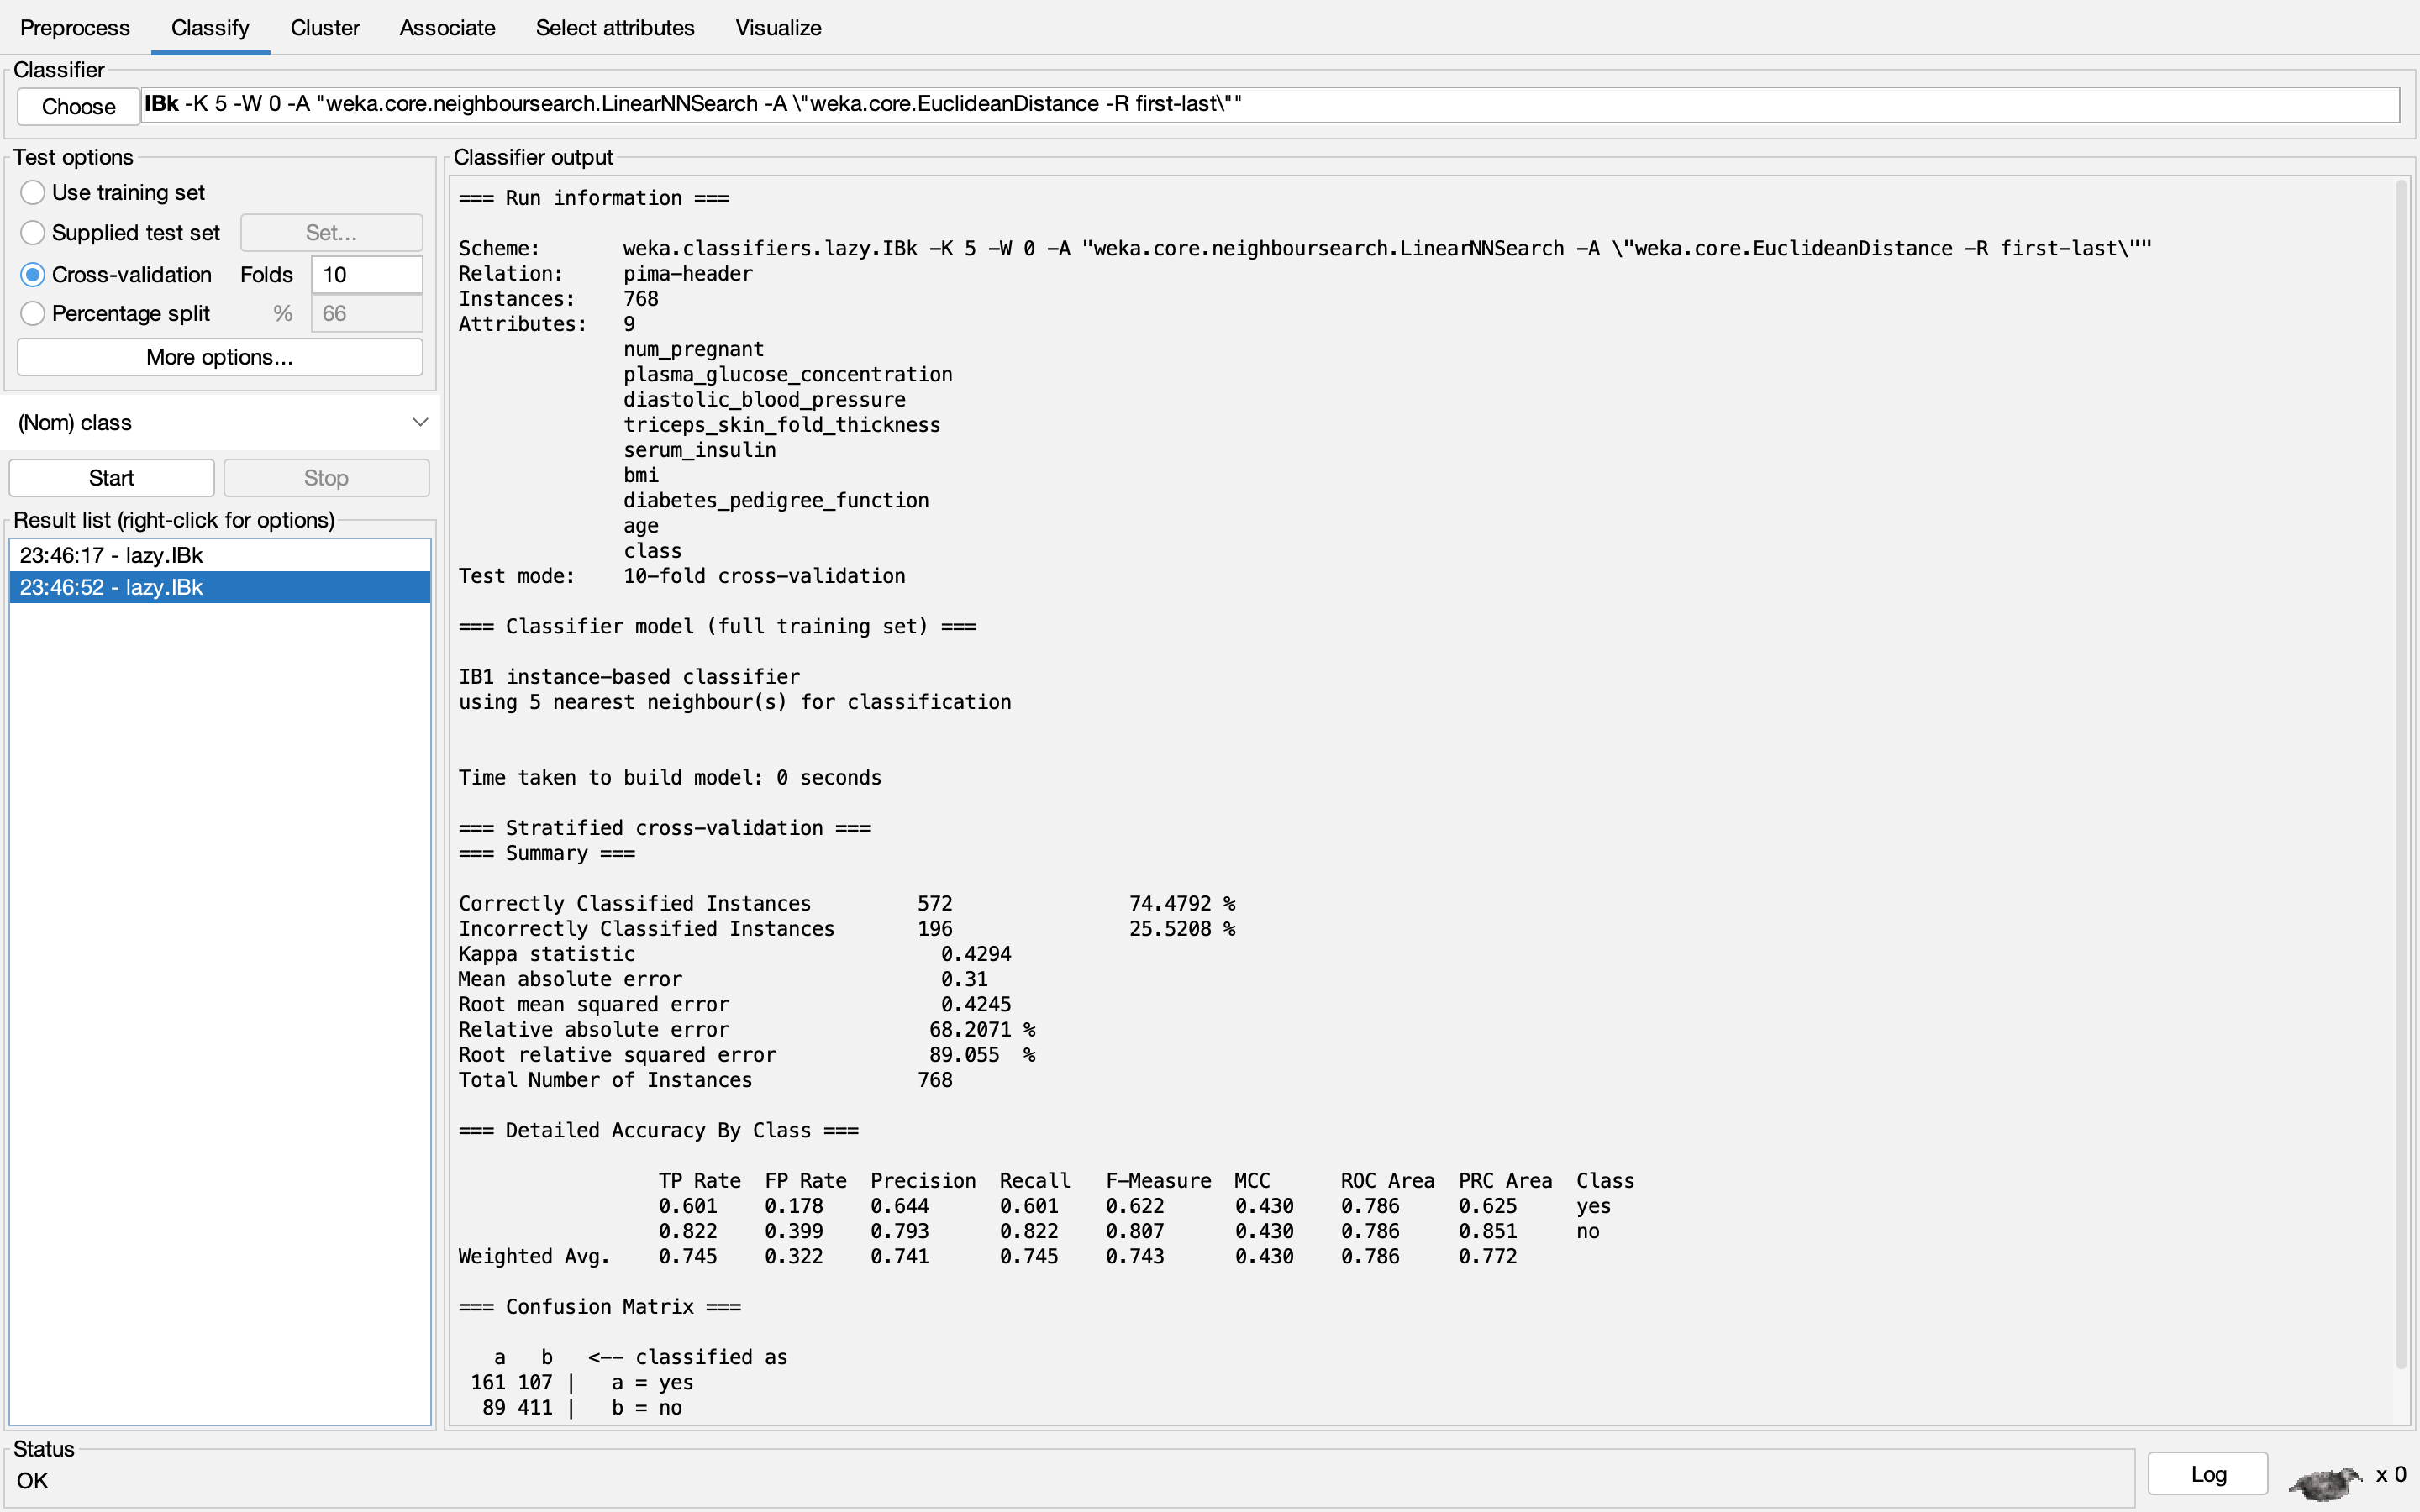 Preprocess Classify Cluster Associate Select attributes Visualize
Classifier
Choose IBk -K 5 -W 0 -A "weka.core.neighboursearch.LinearNNSearch -A \"weka.core.EuclideanDistance -R first-last\""
Test options
Use training set
Supplied test set Set...
Cross-validation Folds 10
Percentage split % 66
More options...
(Nom) class
Start Stop
Result list (right-click for options)
23:46:17 - lazy.IBk
23:46:52 - lazy.IBk
Classifier output
=== Run information ===
Scheme: weka.classifiers.lazy.IBk -K 5 -W 0 -A "weka.core.neighboursearch.LinearNNSearch -A \"weka.core.EuclideanDistance -R first-last\""
Relation: pima-header
Instances: 768
Attributes: 9
num_pregnant
plasma_glucose_concentration
diastolic_blood_pressure
triceps_skin_fold_thickness
serum_insulin
bmi
diabetes_pedigree_function
age
class
Test mode: 10-fold cross-validation
=== Classifier model (full training set) ===
IB1 instance-based classifier
using 5 nearest neighbour(s) for classification
Time taken to build model: 0 seconds
=== Stratified cross-validation ===
=== Summary ===
Correctly Classified Instances 572 74.4792 %
Incorrectly Classified Instances 196 25.5208 %
Kappa statistic 0.4294
Mean absolute error 0.31
Root mean squared error 0.4245
Relative absolute error 68.2071 %
Root relative squared error 89.055 %
Total Number of Instances 768
=== Detailed Accuracy By Class ===
TP Rate FP Rate Precision Recall F-Measure MCC ROC Area PRC Area Class
0.601 0.178 0.644 0.601 0.622 0.430 0.786 0.625 yes
0.822 0.399 0.793 0.822 0.807 0.430 0.786 0.851 no
Weighted Avg. 0.745 0.322 0.741 0.745 0.743 0.430 0.786 0.772
=== Confusion Matrix ===
a b <-- classified as
161 107 | a = yes
89 411 | b = no
Status
OK
Log x 0